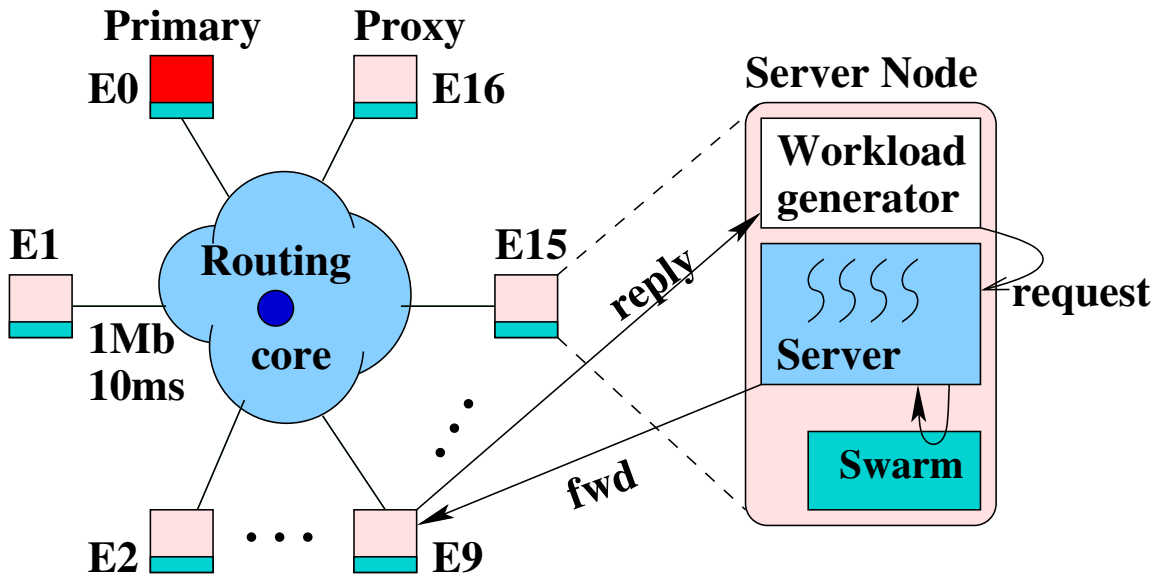 Primary
Proxy
E0
E16
Server Node
Workload
generator
E1
E15
Routing
core
reply
request
1Mb
10ms
Server
Swarm
fwd
E2
E9